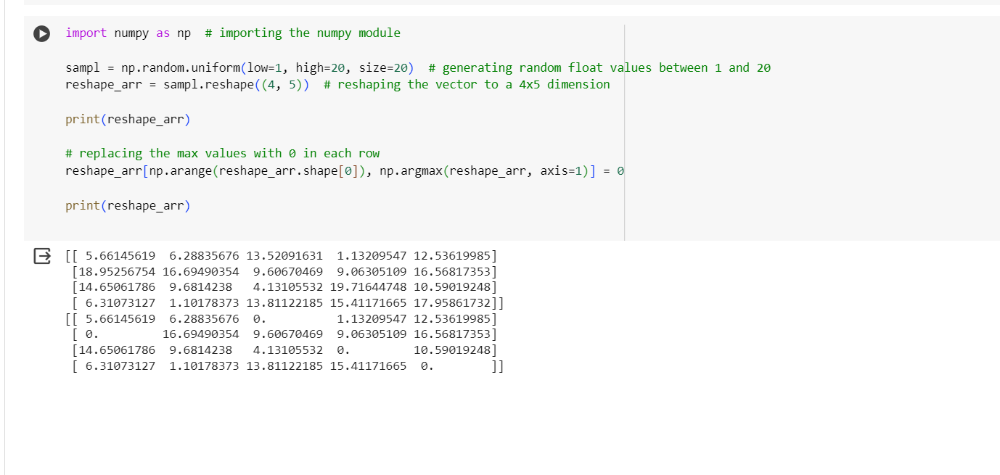 import numpy as np  # importing the numpy module
sampl = np.random.uniform(low=1, high=20, size=20)  # generating random float values between 1 and 20
reshape_arr = sampl.reshape((4, 5))  # reshaping the vector to a 4x5 dimension
print(reshape_arr)
# replacing the max values with 0 in each row
reshape_arr[np.arange(reshape_arr.shape[0]), np.argmax(reshape_arr, axis=1)] = 0
print(reshape_arr)
[[ 5.66145619  6.28835676 13.52091631  1.13209547 12.53619985]
 [18.95256754 16.69490354  9.60670469  9.06305109 16.56817353]
 [14.65061786  9.6814238   4.13105532 19.71644748 10.59019248]
 [ 6.31073127  1.10178373 13.81122185 15.41171665 17.95861732]]
[[ 5.66145619  6.28835676  0.          1.13209547 12.53619985]
 [ 0.         16.69490354  9.60670469  9.06305109 16.56817353]
 [14.65061786  9.6814238   4.13105532  0.         10.59019248]
 [ 6.31073127  1.10178373 13.81122185 15.41171665  0.        ]]